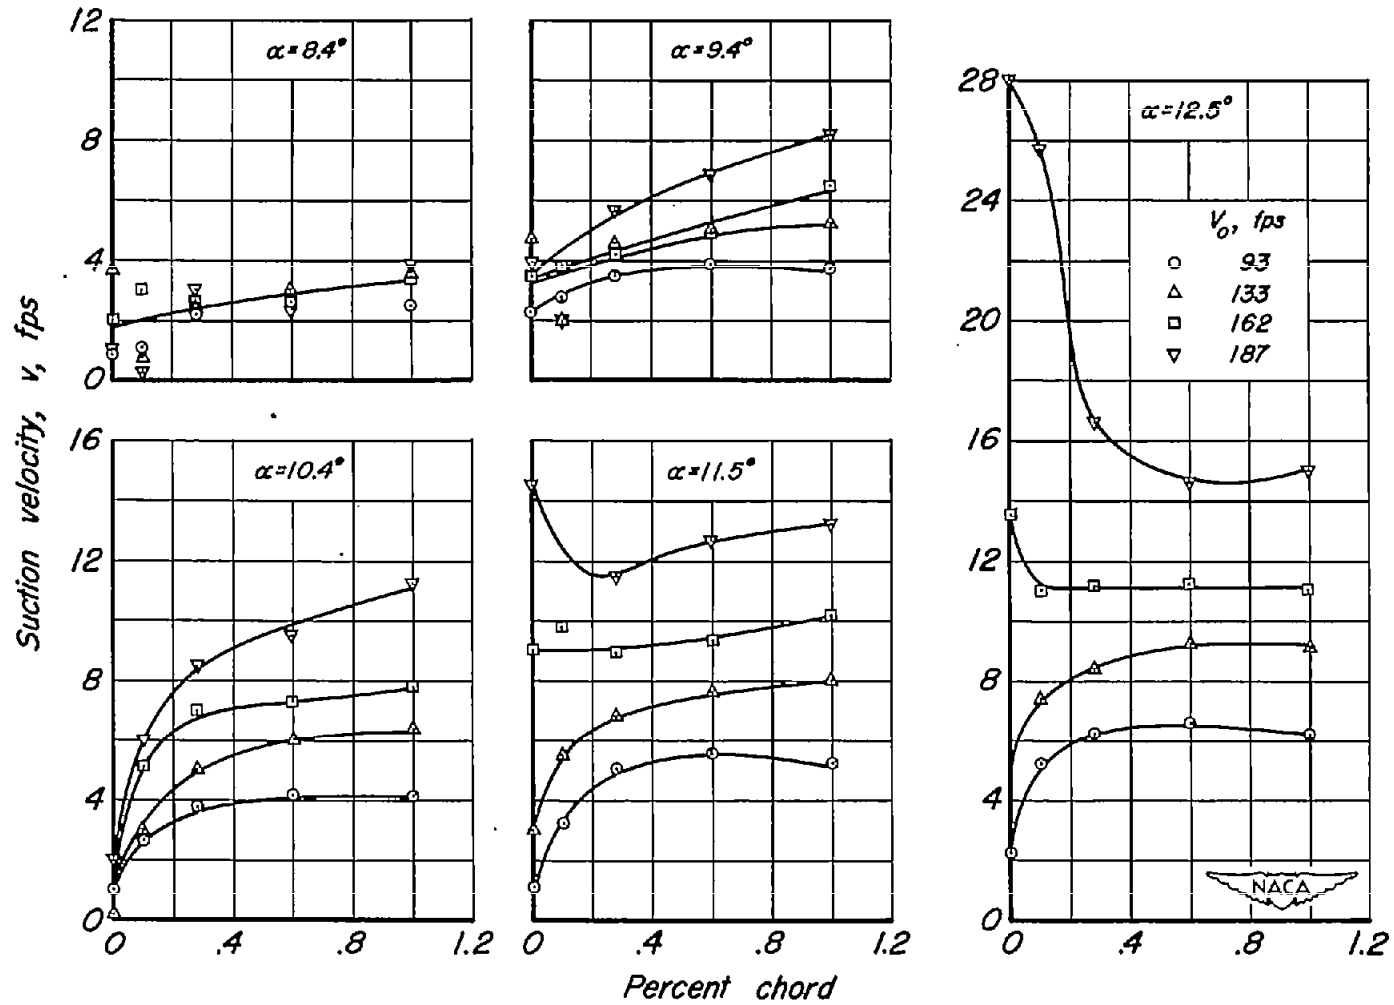 12
8
4
0
α=8.4°
α=9.4°
28
24
20
16
12
8
4
0
α=12.5°
V₀, fps
93
133
162
187
Suction velocity, v, fps
16
12
8
4
0
α=10.4°
α=11.5°
NACA
0 .4 .8 1.2
0 .4 .8 1.2
0 .4 .8 1.2
Percent chord